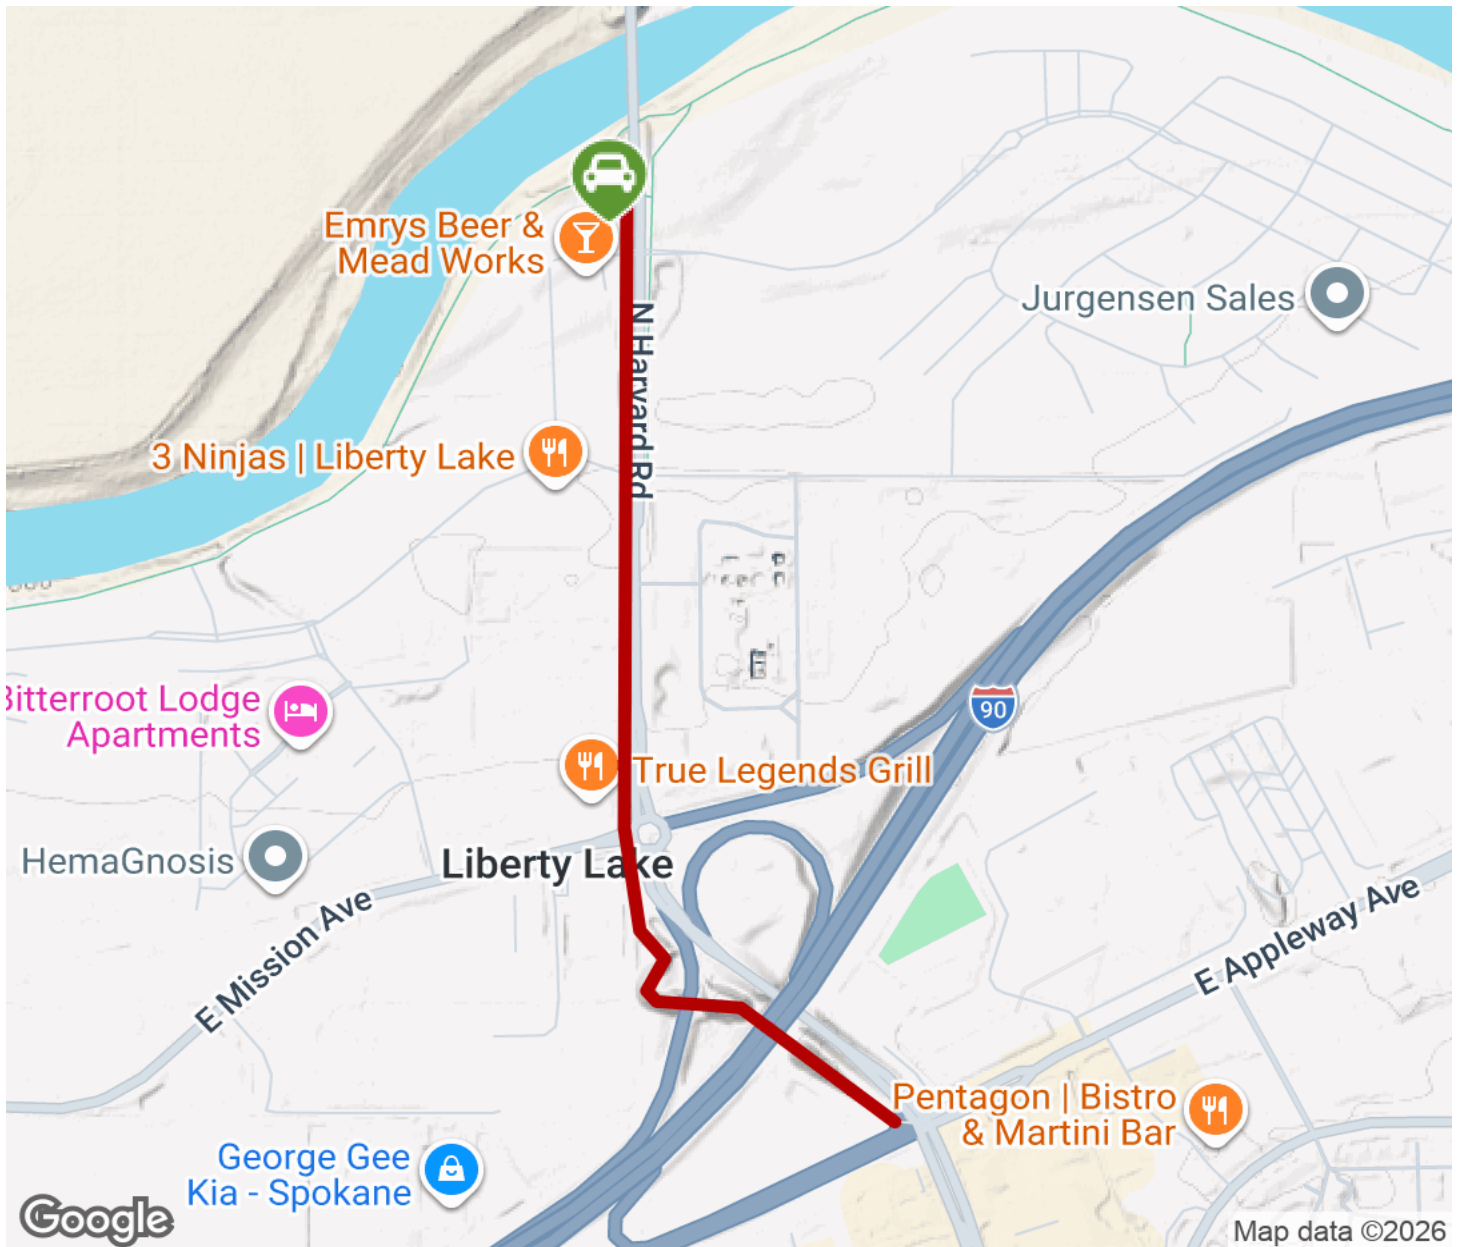 Emrys Beer &
Mead Works
Jurgensen Sales
N Harvard Rd
3 Ninjas | Liberty Lake
90
Bitterroot Lodge
Apartments
True Legends Grill
HemaGnosis
Liberty Lake
E Mission Ave
E Appleway Ave
Pentagon | Bistro
& Martini Bar
George Gee
Kia - Spokane
Google
Map data ©2026